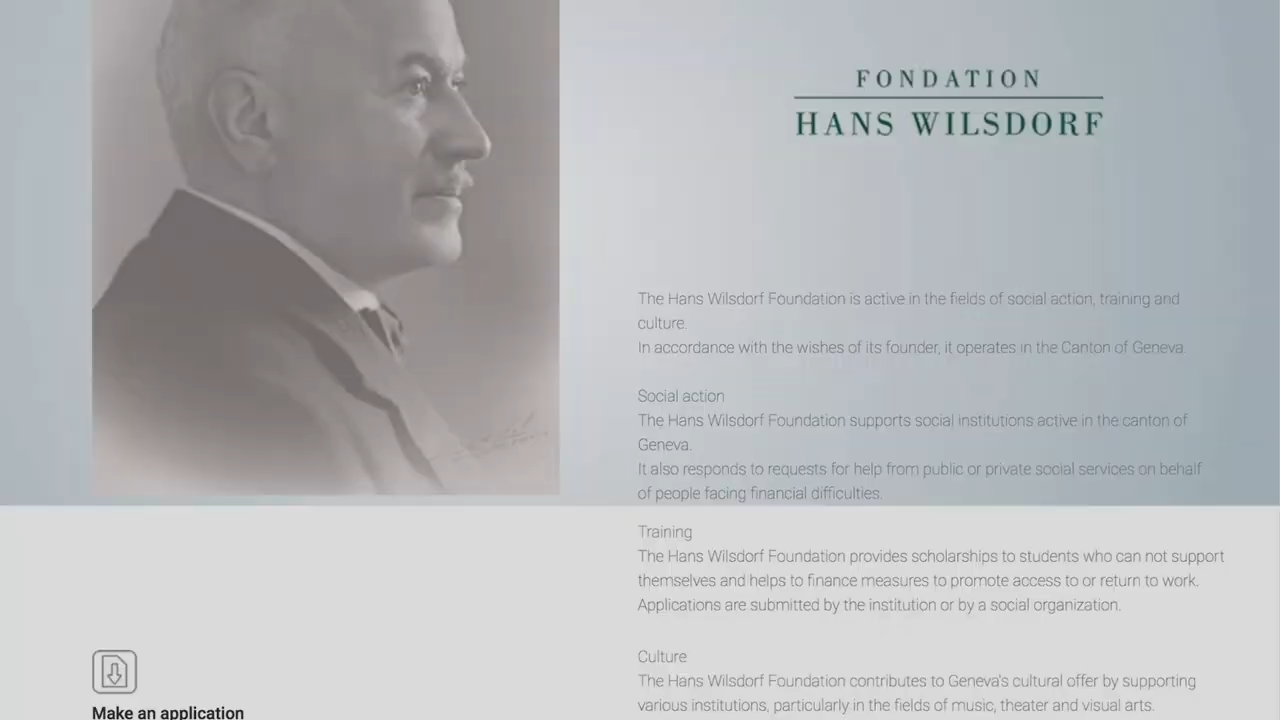 FONDATION
HANS WILSDORF
The Hans Wilsdorf Foundation is active in the fields of social action, training and
culture.
In accordance with the wishes of its founder, it operates in the Canton of Geneva.
Social action
The Hans Wilsdorf Foundation supports social institutions active in the canton of
Geneva.
It also responds to requests for help from public or private social services on behalf
of people facing financial difficulties.
Training
The Hans Wilsdorf Foundation provides scholarships to students who can not support
themselves and helps to finance measures to promote access to or return to work.
Applications are submitted by the institution or by a social organization.
Culture
The Hans Wilsdorf Foundation contributes to Geneva's cultural offer by supporting
various institutions, particularly in the fields of music, theater and visual arts.
Make an application